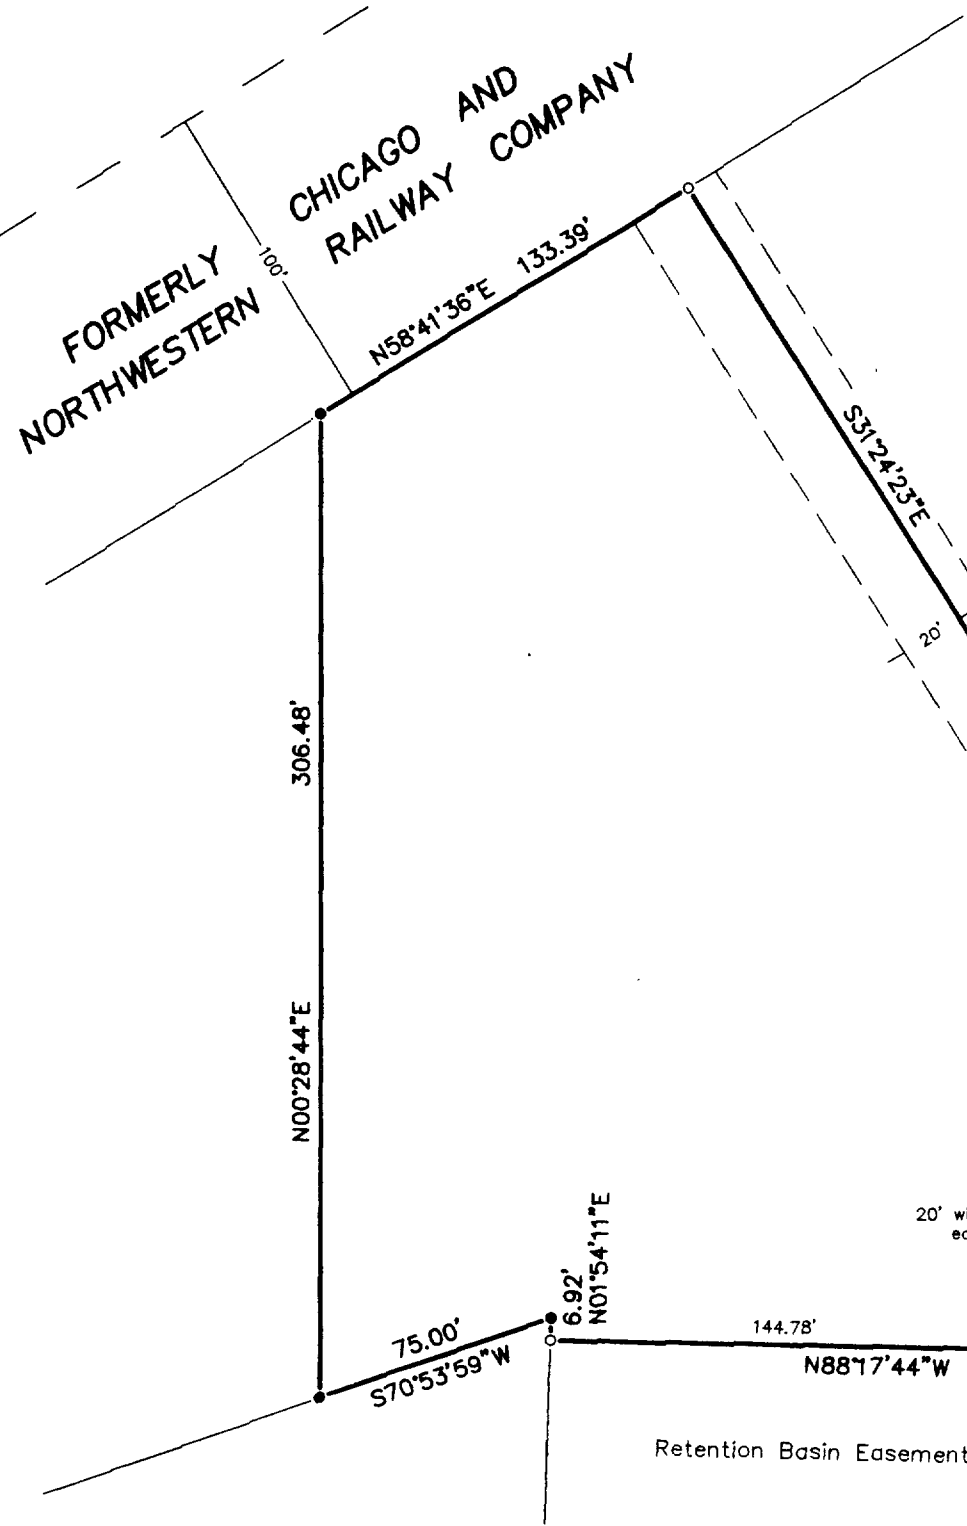 CHICAGO AND
RAILWAY COMPANY
FORMERLY
NORTHWESTERN
100'
N58°41'36"E 133.39'
S31°24'23"E
20'
306.48'
N00°28'44"E
20'
6.92'
N01°54'11"E
75.00'
S70°53'59"W
144.78'
N88°17'44"W
Retention Basin Easement